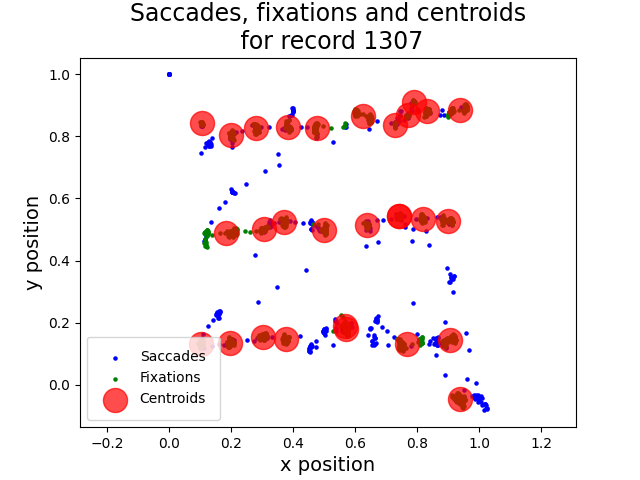 Saccades, fixations and centroids
for record 1307
1.0
0.8
0.6
0.4
0.2
0.0
y position
Saccades
Fixations
Centroids
−0.2
0.0
0.2
0.4
0.6
0.8
1.0
1.2
x position